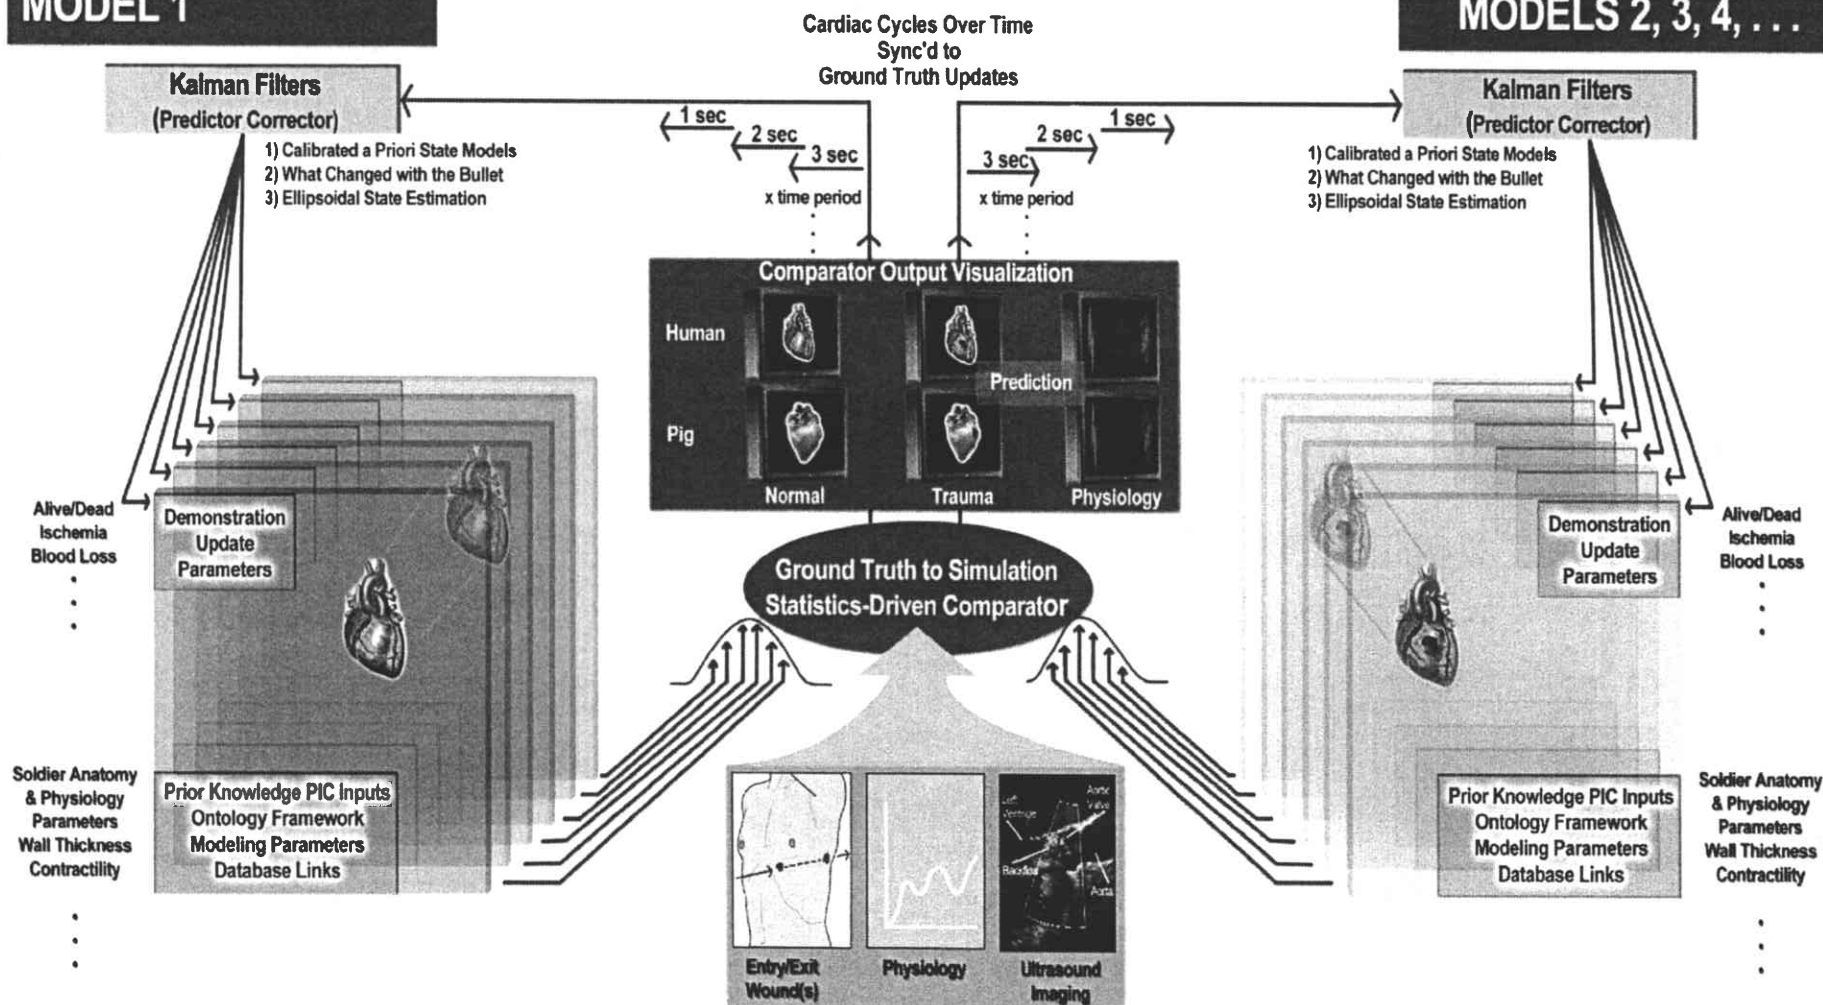 MODEL 1
MODELS 2, 3, 4, . . .
Cardiac Cycles Over Time
Sync'd to
Ground Truth Updates
Kalman Filters
(Predictor Corrector)
1) Calibrated a Priori State Models
2) What Changed with the Bullet
3) Ellipsoidal State Estimation
1 sec
2 sec
3 sec
x time period
1 sec
2 sec
3 sec
x time period
Kalman Filters
(Predictor Corrector)
1) Calibrated a Priori State Models
2) What Changed with the Bullet
3) Ellipsoidal State Estimation
Comparator Output Visualization
Human
Prediction
Pig
Normal
Trauma
Physiology
Alive/Dead
Ischemia
Blood Loss
Demonstration
Update
Parameters
Ground Truth to Simulation
Statistics-Driven Comparator
Demonstration
Update
Parameters
Alive/Dead
Ischemia
Blood Loss
Soldier Anatomy
& Physiology
Parameters
Wall Thickness
Contractility
Prior Knowledge PIC Inputs
Ontology Framework
Modeling Parameters
Database Links
Left
Ventricle
Aortic
Valve
Backflow
Aorta
Entry/Exit
Wound(s)
Physiology
Ultrasound
Imaging
Prior Knowledge PIC Inputs
Ontology Framework
Modeling Parameters
Database Links
Soldier Anatomy
& Physiology
Parameters
Wall Thickness
Contractility